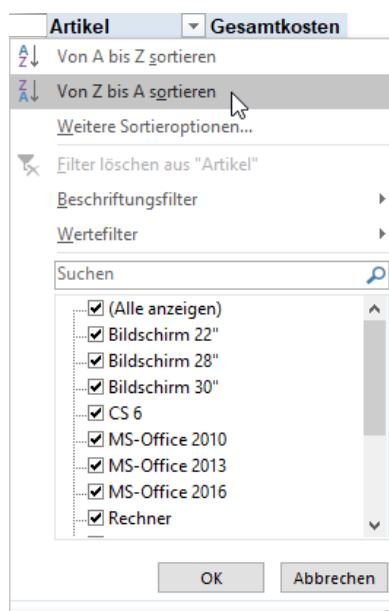 Artikel Gesamtkosten
Von A bis Z sortieren
Von Z bis A sortieren
Weitere Sortieroptionen...
Filter löschen aus "Artikel"
Beschriftungsfilter
Wertefilter
Suchen
(Alle anzeigen)
Bildschirm 22"
Bildschirm 28"
Bildschirm 30"
CS 6
MS-Office 2010
MS-Office 2013
MS-Office 2016
Rechner
OK Abbrechen